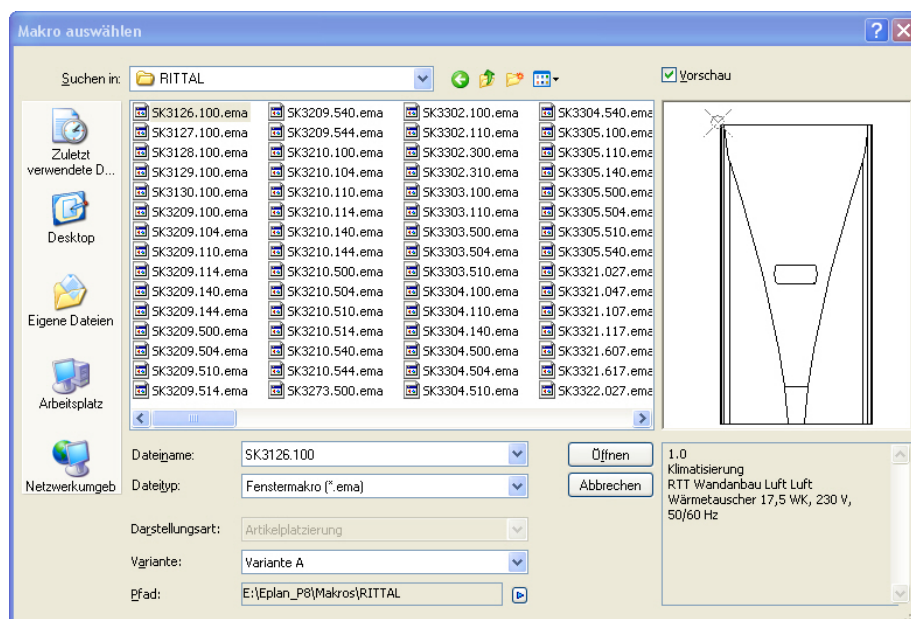 Makro auswählen
Suchen in:
RITTAL
Vorschau
Zuletzt
verwendete D...
Desktop
Eigene Dateien
Arbeitsplatz
Netzwerkumgeb
SK3126.100.ema
SK3127.100.ema
SK3128.100.ema
SK3129.100.ema
SK3130.100.ema
SK3209.100.ema
SK3209.104.ema
SK3209.110.ema
SK3209.114.ema
SK3209.140.ema
SK3209.144.ema
SK3209.500.ema
SK3209.504.ema
SK3209.510.ema
SK3209.514.ema
SK3209.540.ema
SK3209.544.ema
SK3210.100.ema
SK3210.104.ema
SK3210.110.ema
SK3210.114.ema
SK3210.140.ema
SK3210.144.ema
SK3210.500.ema
SK3210.504.ema
SK3210.510.ema
SK3210.514.ema
SK3210.540.ema
SK3210.544.ema
SK3273.500.ema
SK3302.100.ema
SK3302.110.ema
SK3302.300.ema
SK3302.310.ema
SK3303.100.ema
SK3303.110.ema
SK3303.500.ema
SK3303.504.ema
SK3303.510.ema
SK3304.100.ema
SK3304.110.ema
SK3304.140.ema
SK3304.500.ema
SK3304.504.ema
SK3304.510.ema
SK3304.540.ema
SK3305.100.ema
SK3305.110.ema
SK3305.140.ema
SK3305.500.ema
SK3305.504.ema
SK3305.510.ema
SK3305.540.ema
SK3321.027.ema
SK3321.047.ema
SK3321.107.ema
SK3321.117.ema
SK3321.607.ema
SK3321.617.ema
SK3322.027.ema
Dateiname:
SK3126.100
Öffnen
Dateityp:
Fenstermakro (*.ema)
Abbrechen
Darstellungsart:
Artikelplatzierung
Variante:
Variante A
Pfad:
E:\Eplan_P8\Makros\RITTAL
1.0
Klimatisierung
RTT Wandanbau Luft Luft
Wärmetauscher 17,5 WK, 230 V,
50/60 Hz